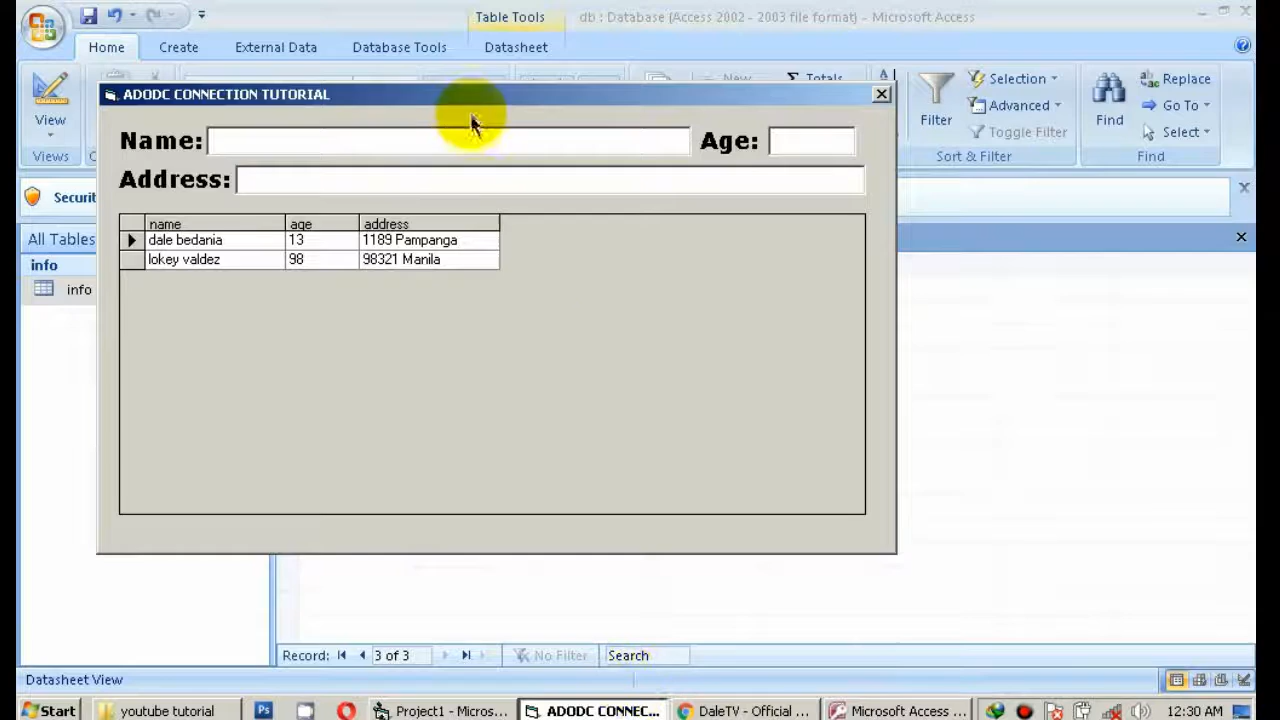 Table Tools
db : Database (Access 2002 - 2003 file format) - Microsoft Access
Home
Create
External Data
Database Tools
Datasheet
View
Views
New
Totals
Filter
Selection
Advanced
Toggle Filter
Sort & Filter
Find
Replace
Go To
Select
Find
ADODC CONNECTION TUTORIAL
Name:
Age:
Address:
name age address
dale bedania 13 1189 Pampanga
lokey valdez 98 98321 Manila
Securit
All Tables
info
info
Record: 3 of 3 No Filter Search
Datasheet View
Start
youtube tutorial
Ps
Project1 - Micros...
ADODC CONNEC...
DaleTV - Official ...
Microsoft Access ...
12:30 AM